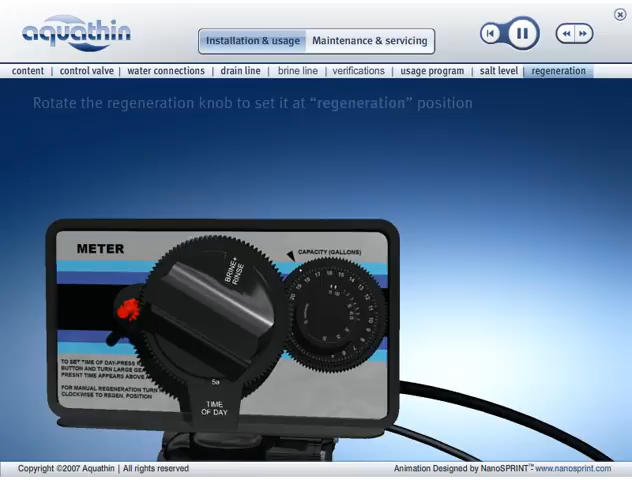 aquathin
Installation & usage
Maintenance & servicing
content | control valve | water connections | drain line | brine line | verifications | usage program | salt level | regeneration
Rotate the regeneration knob to set it at “regeneration” position
METER
BRINE+
RINSE
CAPACITY (GALLONS)
TO SET TIME OF DAY-PRESS
BUTTON AND TURN LARGE
PRESNT TIME APPEARS ABOVE
FOR MANUAL REGENERATION TURN
CLOCKWISE TO REGEN. POSITION
5a
TIME
OF DAY
Copyright ©2007 Aquathin | All rights reserved
Animation Designed by NanoSPRINT™- www.nanosprint.com